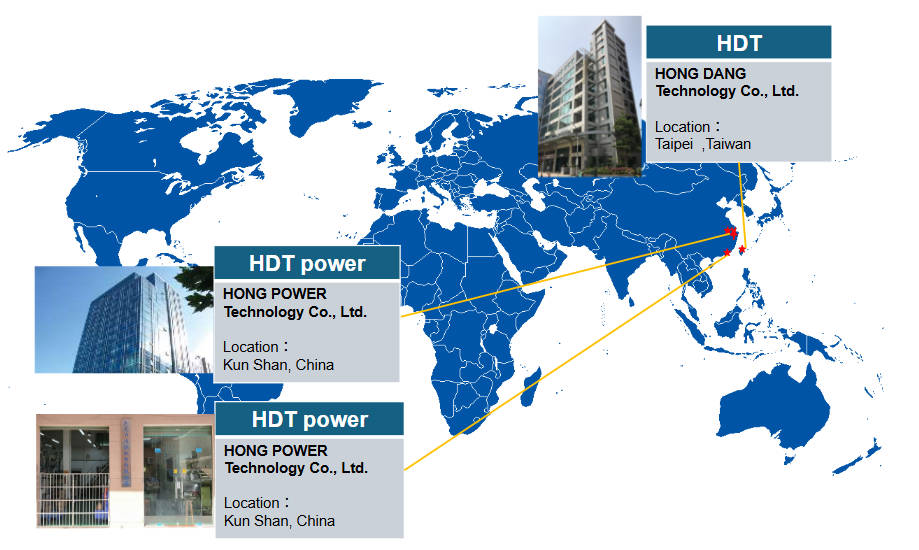 HDT
HONG DANG
Technology Co., Ltd.
Location：
Taipei ,Taiwan
HDT power
HONG POWER
Technology Co., Ltd.
Location：
Kun Shan, China
HDT power
HONG POWER
Technology Co., Ltd.
Location：
Kun Shan, China